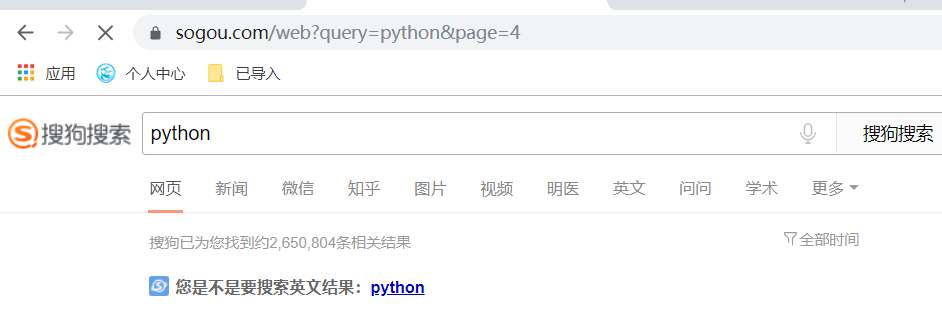 sogou.com/web?query=python&page=4
应用 个人中心 已导入
搜狗搜索 python 搜狗搜索
网页 新闻 微信 知乎 图片 视频 明医 英文 问问 学术 更多
搜狗已为您找到约2,650,804条相关结果 全部时间
您是不是要搜索英文结果：python